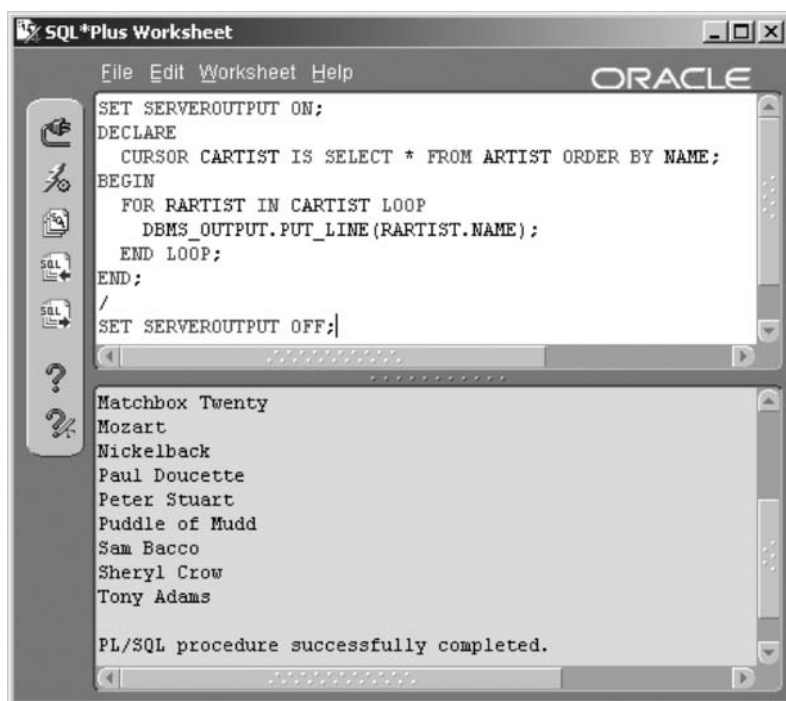 SQL*Plus Worksheet
File Edit Worksheet Help
ORACLE
SET SERVEROUTPUT ON;
DECLARE
  CURSOR CARTIST IS SELECT * FROM ARTIST ORDER BY NAME;
BEGIN
  FOR RARTIST IN CARTIST LOOP
    DBMS_OUTPUT.PUT_LINE(RARTIST.NAME);
  END LOOP;
END;
/
SET SERVEROUTPUT OFF;
SQL
SQL
Matchbox Twenty
Mozart
Nickelback
Paul Doucette
Peter Stuart
Puddle of Mudd
Sam Bacco
Sheryl Crow
Tony Adams
PL/SQL procedure successfully completed.